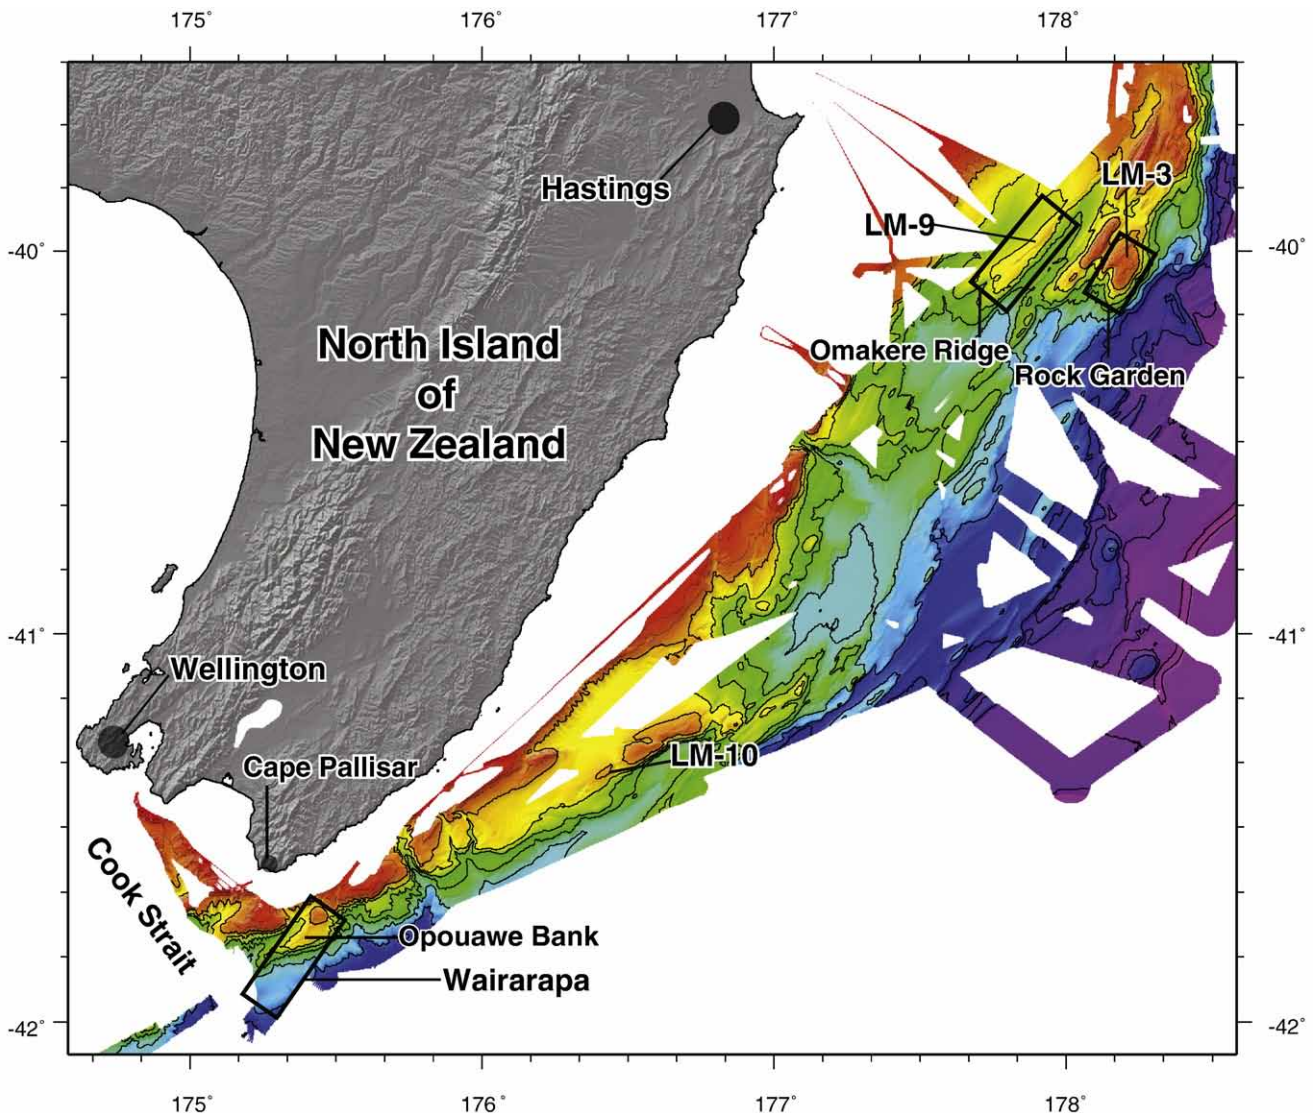 175° 176° 177° 178°
Hastings
LM-3
LM-9
-40° -40°
North Island
of
New Zealand
Omakere Ridge
Rock Garden
-41° -41°
Wellington
LM-10
Cape Pallisar
Cook Strait
Opouawe Bank
Wairarapa
-42° -42°
175° 176° 177° 178°